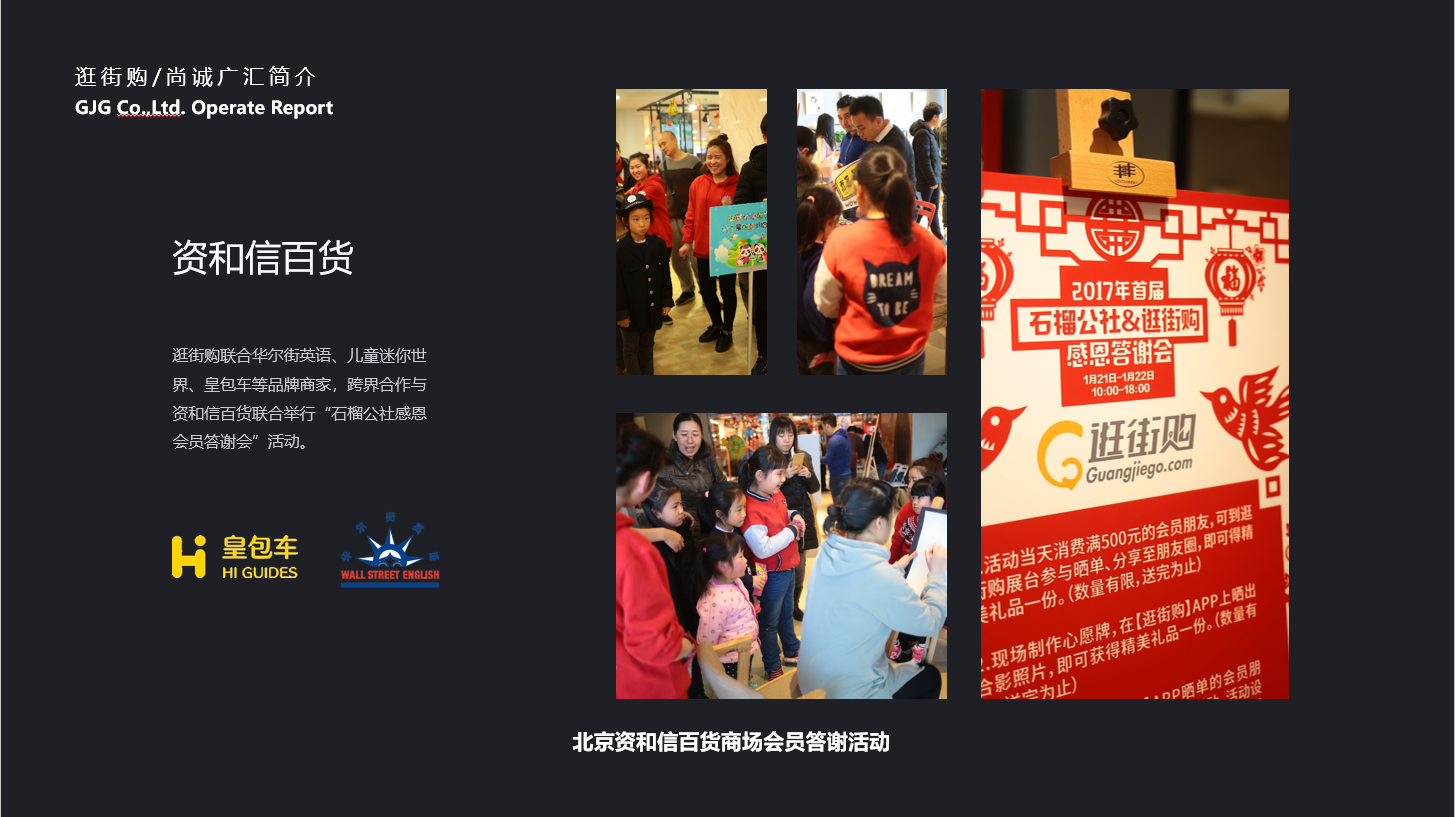 逛街购/尚诚广汇简介
GJG Co.,Ltd. Operate Report
资和信百货
逛街购联合华尔街英语、儿童迷你世
界、皇包车等品牌商家，跨界合作与
资和信百货联合举行“石榴公社感恩
会员答谢会”活动。
Hi 皇包车
HI GUIDES
华尔街英语
WALL STREET ENGLISH
DREAM
TO BE
福
2017年首届
石榴公社&逛街购
感恩答谢会
1月21日-1月22日
10:00-18:00
逛街购
Guangjiego.com
.活动当天消费满500元的会员朋友,可到逛
街购展台参与晒单、分享至朋友圈,即可得精
美礼品一份。(数量有限,送完为止)
2.现场制作心愿牌,在【逛街购】APP上晒出
合影照片,即可获得精美礼品一份。(数量有
送完为止)
APP晒单的会员朋
活动设
北京资和信百货商场会员答谢活动